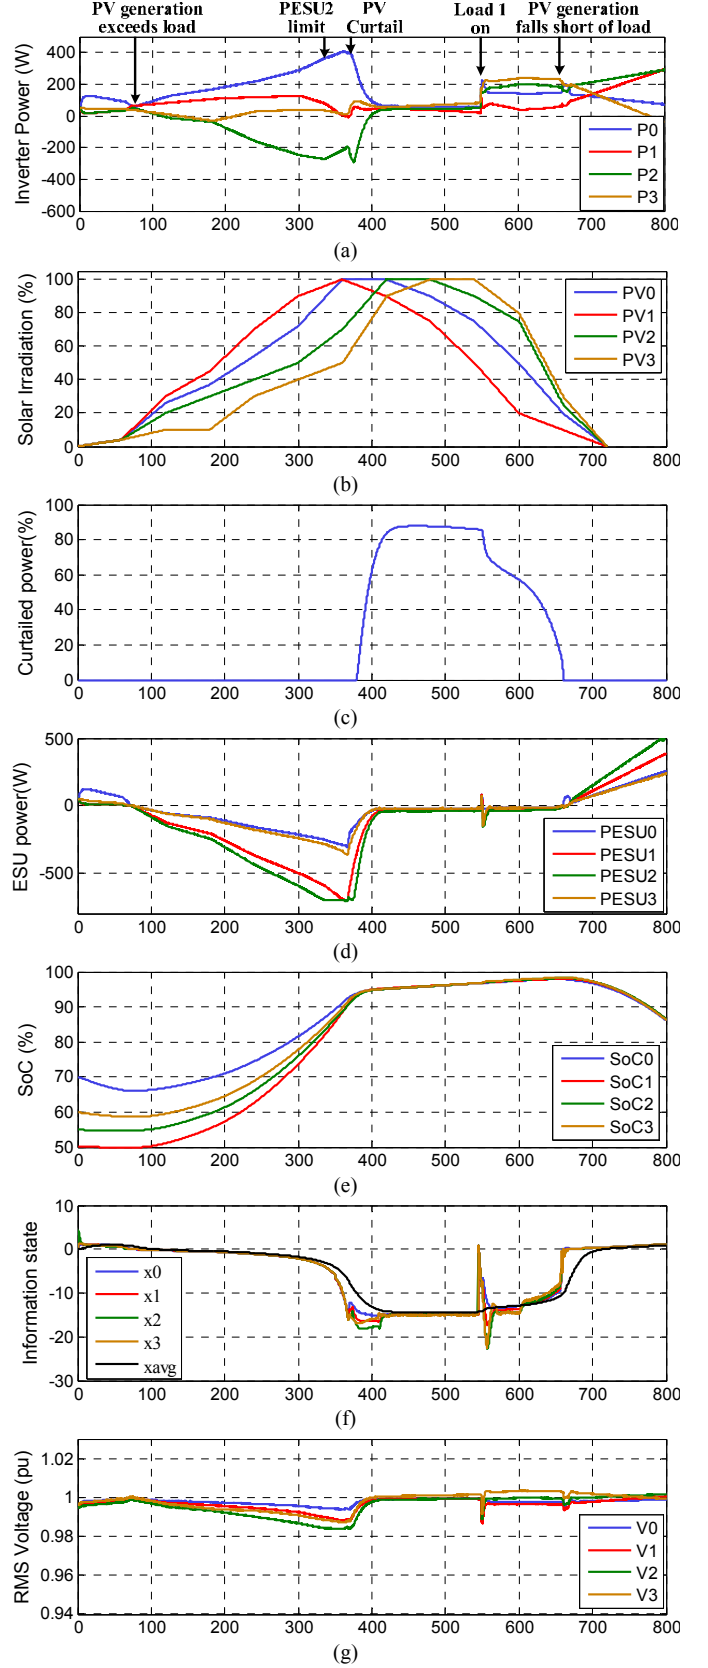 PV generation
exceeds load
PESU2
limit
PV
Curtail
Load 1
on
PV generation
falls short of load
Inverter Power (W)
400
200
0
-200
-400
-600
P0
P1
P2
P3
0 100 200 300 400 500 600 700 800
(a)
Solar Irradiation (%)
100
80
60
40
20
0
PV0
PV1
PV2
PV3
0 100 200 300 400 500 600 700 800
(b)
Curtailed power(%)
100
80
60
40
20
0
0 100 200 300 400 500 600 700 800
(c)
ESU power(W)
500
0
-500
PESU0
PESU1
PESU2
PESU3
0 100 200 300 400 500 600 700 800
(d)
SoC (%)
100
90
80
70
60
50
SoC0
SoC1
SoC2
SoC3
0 100 200 300 400 500 600 700 800
(e)
Information state
10
0
-10
-20
-30
x0
x1
x2
x3
xavg
0 100 200 300 400 500 600 700 800
(f)
RMS Voltage (pu)
1.02
1
0.98
0.96
0.94
V0
V1
V2
V3
0 100 200 300 400 500 600 700 800
(g)